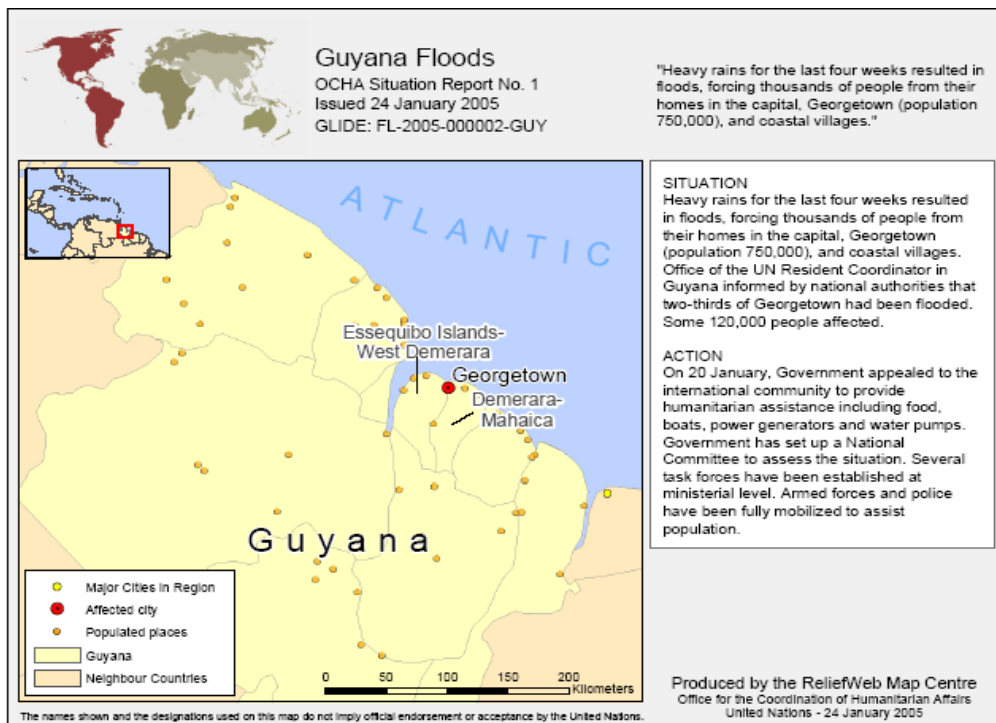 Guyana Floods
OCHA Situation Report No. 1
Issued 24 January 2005
GLIDE: FL-2005-000002-GUY
"Heavy rains for the last four weeks resulted in
floods, forcing thousands of people from their
homes in the capital, Georgetown (population
750,000), and coastal villages."
ATLANTIC
Essequibo Islands-
West Demerara
Georgetown
Demerara-
Mahaica
Guyana
Major Cities in Region
Affected city
Populated places
Guyana
Neighbour Countries
0 50 100 150 200
Kilometers
SITUATION
Heavy rains for the last four weeks resulted
in floods, forcing thousands of people from
their homes in the capital, Georgetown
(population 750,000), and coastal villages.
Office of the UN Resident Coordinator in
Guyana informed by national authorities that
two-thirds of Georgetown had been flooded.
Some 120,000 people affected.
ACTION
On 20 January, Government appealed to the
international community to provide
humanitarian assistance including food,
boats, power generators and water pumps.
Government has set up a National
Committee to assess the situation. Several
task forces have been established at
ministerial level. Armed forces and police
have been fully mobilized to assist
population.
Produced by the ReliefWeb Map Centre
Office for the Coordination of Humanitarian Affairs
United Nations - 24 January 2005
The names shown and the designations used on this map do not imply official endorsement or acceptance by the United Nations.